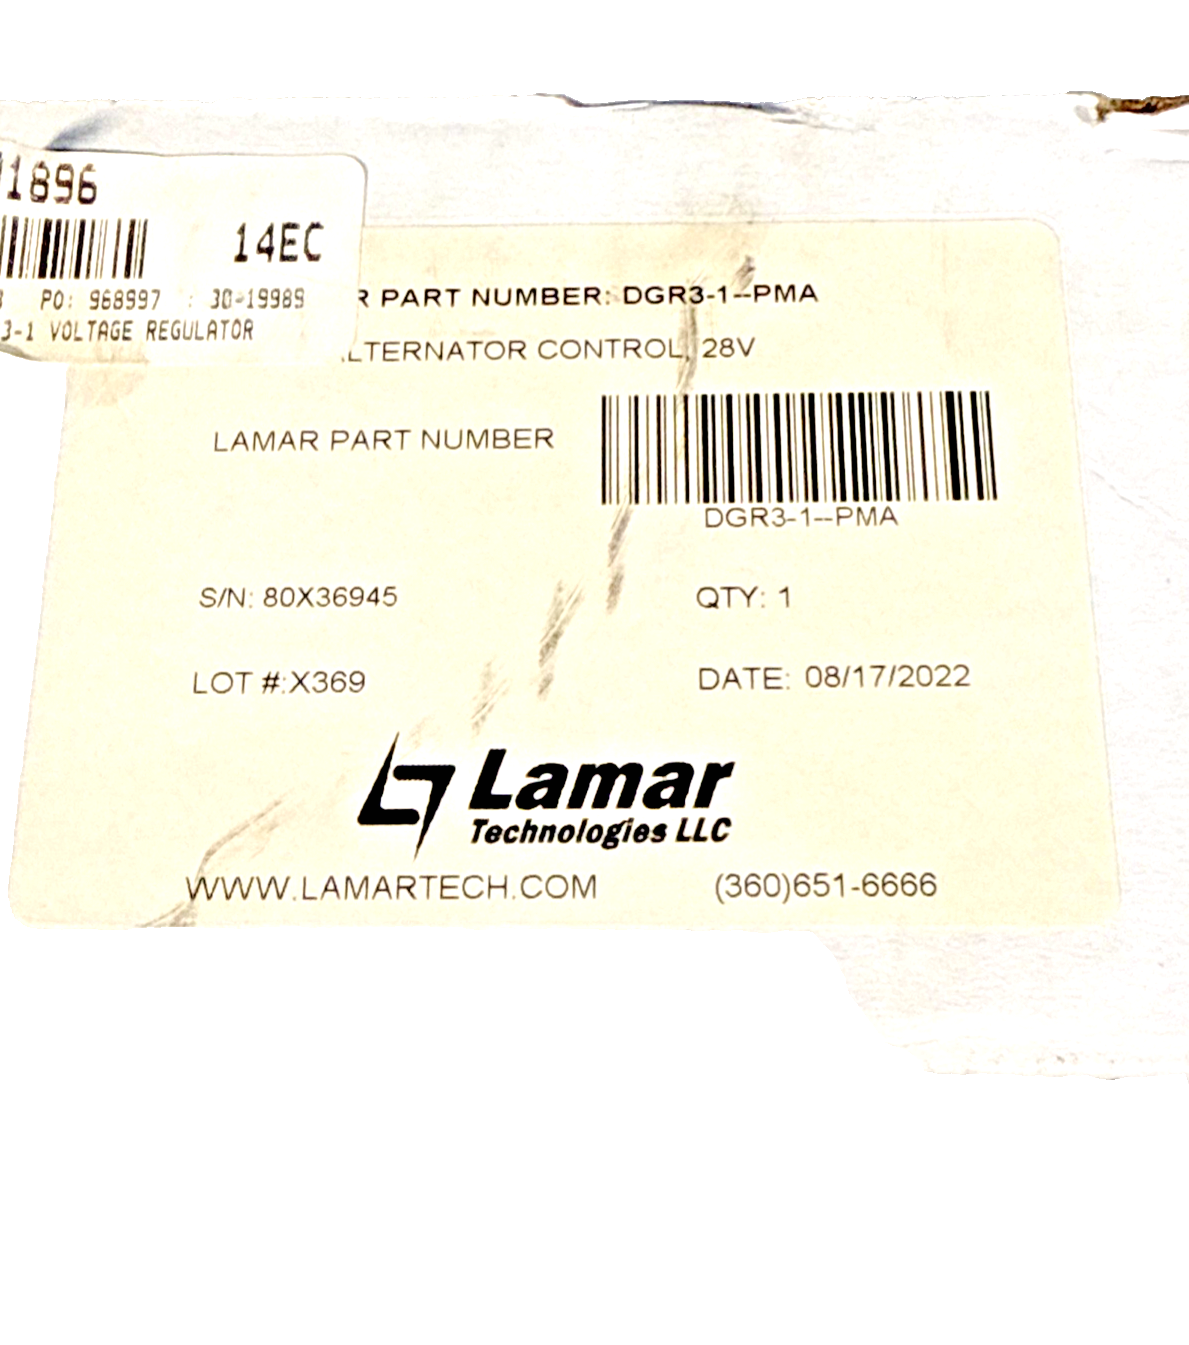 1896
14EC
PO: 968997 : 30-19989
3-1 VOLTAGE REGULATOR
R PART NUMBER: DGR3-1--PMA
LTERNATOR CONTROL, 28V
LAMAR PART NUMBER
DGR3-1--PMA
S/N: 80X36945
QTY: 1
LOT #:X369
DATE: 08/17/2022
Lamar
Technologies LLC
WWW.LAMARTECH.COM
(360)651-6666